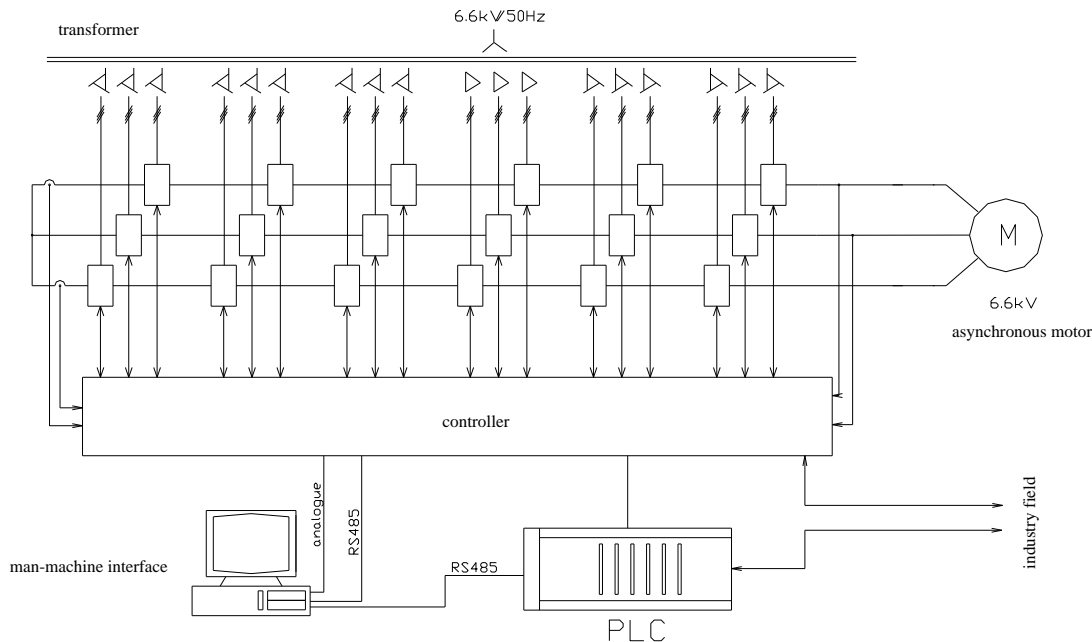 6.6kV/50Hz
transformer
M
6.6kV
asynchronous motor
controller
analogue
RS485
industry field
man-machine interface
RS485
PLC